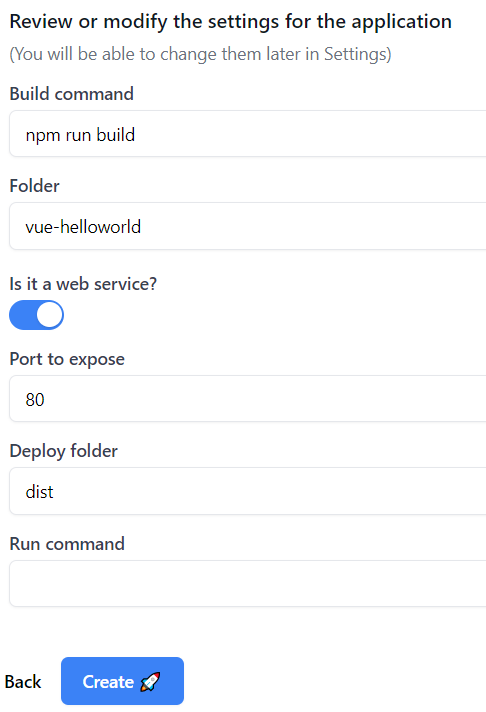 Review or modify the settings for the application
(You will be able to change them later in Settings)
Build command
npm run build
Folder
vue-helloworld
Is it a web service?
Port to expose
80
Deploy folder
dist
Run command
Back
Create 🚀